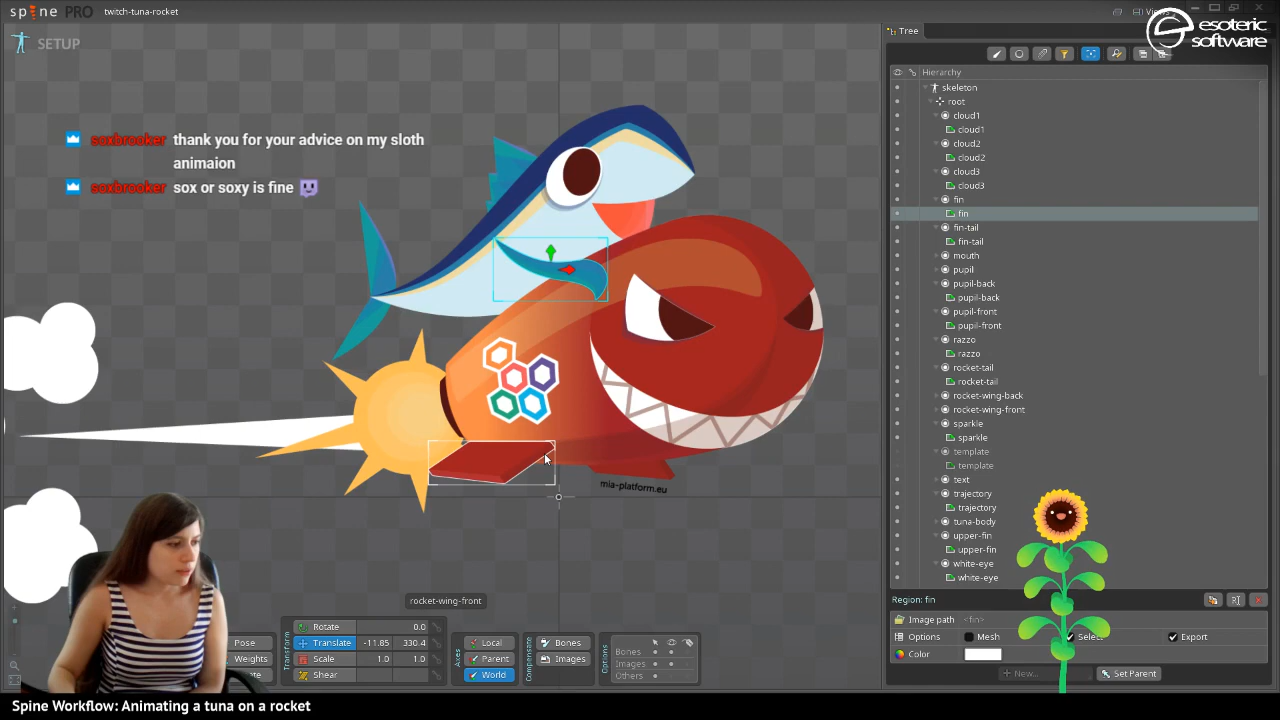 spine PRO twitch-tuna-rocket
Views
esoteric
software
SETUP
Tree
Hierarchy
skeleton
root
cloud1
cloud1
cloud2
cloud2
cloud3
cloud3
fin
fin
fin-tail
fin-tail
mouth
pupil
pupil-back
pupil-back
pupil-front
pupil-front
razzo
razzo
rocket-tail
rocket-tail
rocket-wing-back
rocket-wing-front
sparkle
sparkle
template
template
text
trajectory
trajectory
tuna-body
upper-fin
upper-fin
white-eye
white-eye
soxbrooker thank you for your advice on my sloth
animaion
soxbrooker sox or soxy is fine
mia-platform.eu
rocket-wing-front
Region: fin
Image path <fin>
Options Mesh Select Export
Color
New... Set Parent
Pose
Weights
Transform
Rotate 0.0
Translate -11.85 330.4
Scale 1.0 1.0
Shear
Axes
Local
Parent
World
Compensate
Bones
Images
Options
Bones
Images
Others
Spine Workflow: Animating a tuna on a rocket